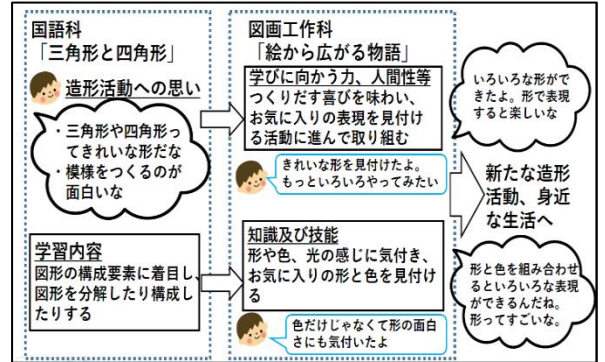 国語科
「三角形と四角形」
造形活動への思い
・三角形や四角形っ
てきれいな形だな
・模様をつくるのが
面白いな
学習内容
図形の構成要素に着目し、
図形を分解したり構成し
たりする
図画工作科
「絵から広がる物語」
学びに向かう力、人間性等
つくりだす喜びを味わい、
お気に入りの表現を見付け
る活動に進んで取り組む
きれいな形を見付けたよ。
もっといろいろやってみたい
知識及び技能
形や色、光の感じに気付き、
お気に入りの形と色を見付け
る
色だけじゃなくて形の面白
さにも気付いたよ
いろいろな形がで
きたよ。形で表現
すると楽しいな
新たな造形
活動、身近
な生活へ
形と色を組み合わせ
るといろいろな表現
ができるんだね。
形ってすごいな。